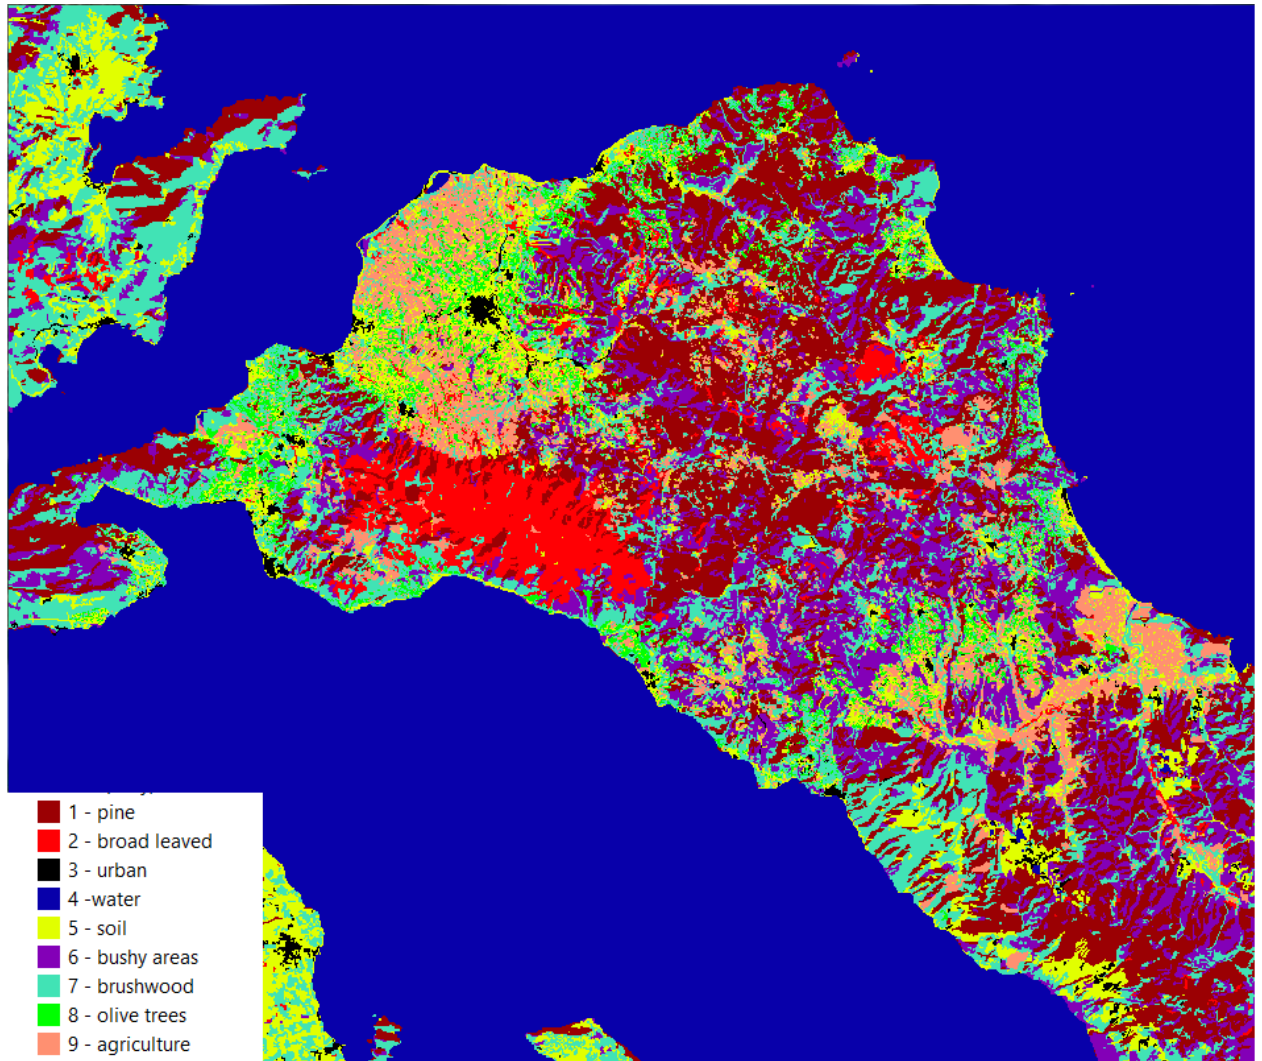 1 - pine
2 - broad leaved
3 - urban
4 -water
5 - soil
6 - bushy areas
7 - brushwood
8 - olive trees
9 - agriculture